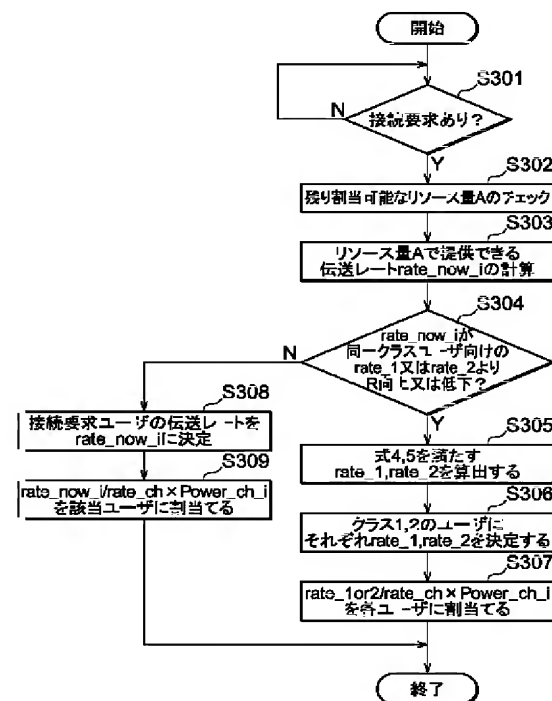 開始
S301
接続要求あり?
N
Y
S302
残り割当可能なリソース量Aのチェック
S303
リソース量Aで提供できる
伝送レートrate_now_iの計算
S304
rate_now_iが
同一クラスユーザ向けの
rate_1又はrate_2より
R向上又は低下?
N
Y
S308
接続要求ユーザの伝送レートを
rate_now_iに決定
S309
rate_now_i/rate_ch×Power_ch_i
を該当ユーザに割当てる
S305
式4,5を満たす
rate_1,rate_2を算出する
S306
クラス1,2のユーザに
それぞれrate_1,rate_2を決定する
S307
rate_1or2/rate_ch×Power_ch_i
を各ユーザに割当てる
終了